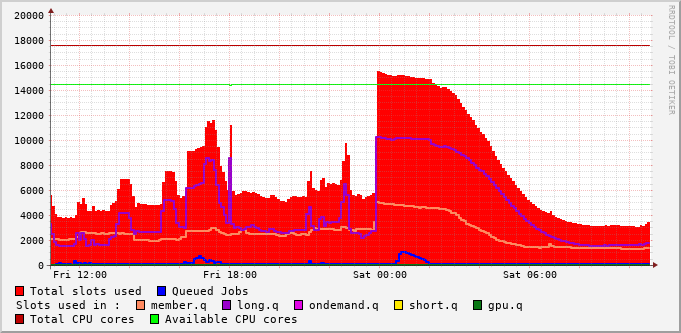 20000
18000
16000
14000
12000
10000
8000
6000
4000
2000
0
Fri 12:00 Fri 18:00 Sat 00:00 Sat 06:00
Total slots used Queued Jobs
Slots used in : member.q long.q ondemand.q short.q gpu.q
Total CPU cores Available CPU cores
RRDTOOL / TOBI OETIKER